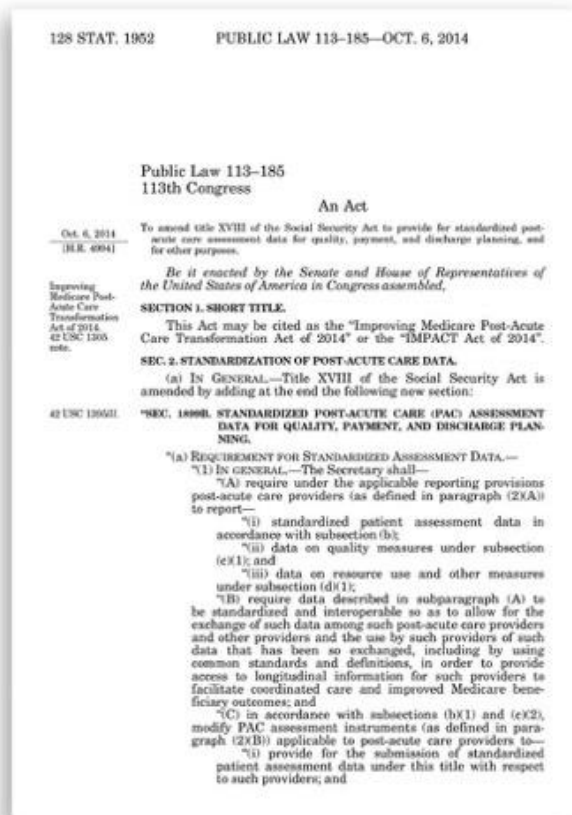 128 STAT. 1952 PUBLIC LAW 113–185—OCT. 6, 2014
Public Law 113–185
113th Congress
An Act
Oct. 6, 2014
[H.R. 4994]
To amend title XVIII of the Social Security Act to provide for standardized post-
acute care assessment data for quality, payment, and discharge planning, and
for other purposes.
Be it enacted by the Senate and House of Representatives of
the United States of America in Congress assembled,
Improving
Medicare Post-
Acute Care
Transformation
Act of 2014.
42 USC 1305
note.
SECTION 1. SHORT TITLE.
This Act may be cited as the “Improving Medicare Post-Acute
Care Transformation Act of 2014” or the “IMPACT Act of 2014”.
SEC. 2. STANDARDIZATION OF POST-ACUTE CARE DATA.
(a) IN GENERAL.—Title XVIII of the Social Security Act is
amended by adding at the end the following new section:
42 USC 1395lll.
“SEC. 1899B. STANDARDIZED POST-ACUTE CARE (PAC) ASSESSMENT
DATA FOR QUALITY, PAYMENT, AND DISCHARGE PLAN-
NING.
“(a) REQUIREMENT FOR STANDARDIZED ASSESSMENT DATA.—
“(1) IN GENERAL.—The Secretary shall—
“(A) require under the applicable reporting provisions
post-acute care providers (as defined in paragraph (2)(A))
to report—
“(i) standardized patient assessment data in
accordance with subsection (b);
“(ii) data on quality measures under subsection
(c)(1); and
“(iii) data on resource use and other measures
under subsection (d)(1);
“(B) require data described in subparagraph (A) to
be standardized and interoperable so as to allow for the
exchange of such data among such post-acute care providers
and other providers and the use by such providers of such
data that has been so exchanged, including by using
common standards and definitions, in order to provide
access to longitudinal information for such providers to
facilitate coordinated care and improved Medicare bene-
ficiary outcomes; and
“(C) in accordance with subsections (b)(1) and (c)(2),
modify PAC assessment instruments (as defined in para-
graph (2)(B)) applicable to post-acute care providers to—
“(i) provide for the submission of standardized
patient assessment data under this title with respect
to such providers; and